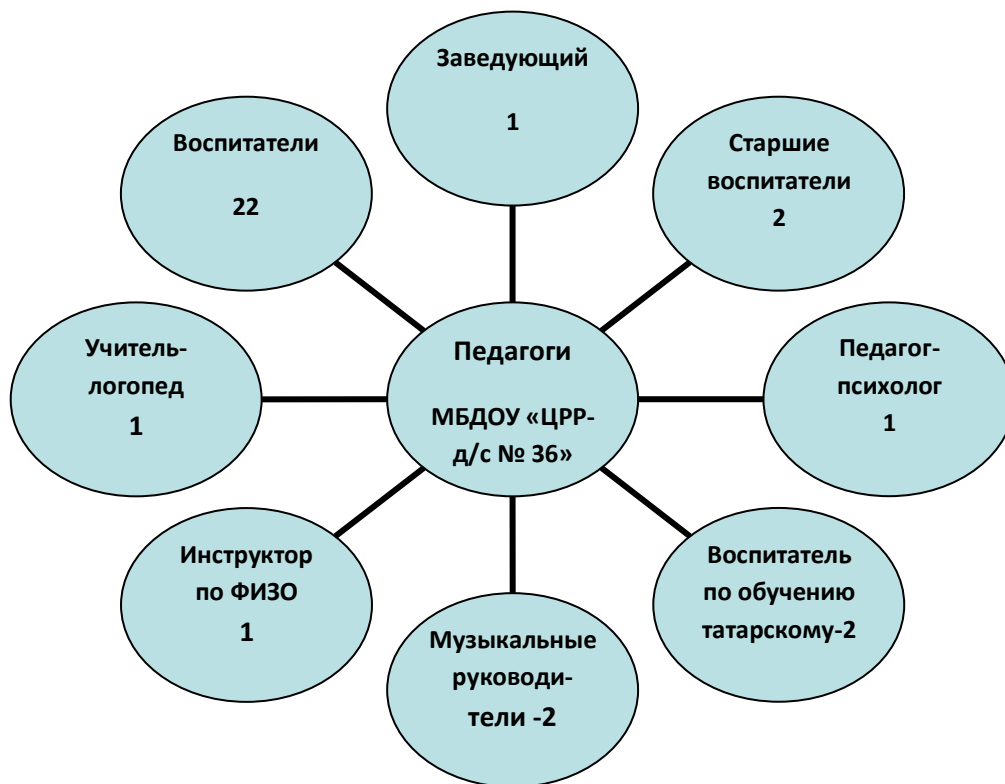 Заведующий
1
Воспитатели
22
Старшие
воспитатели
2
Учитель-
логопед
1
Педагоги
МБДОУ «ЦРР-
д/с № 36»
Педагог-
психолог
1
Инструктор
по ФИЗО
1
Музыкальные
руководи-
тели -2
Воспитатель
по обучению
татарскому-2